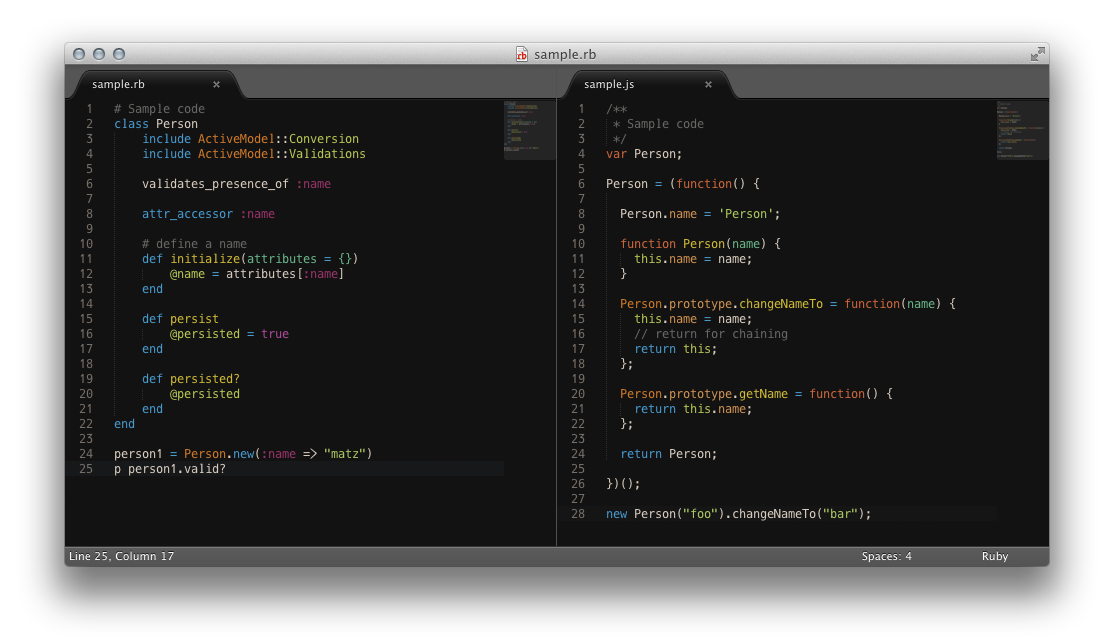 sample.rb
sample.rb
1 # Sample code
2 class Person
3     include ActiveModel::Conversion
4     include ActiveModel::Validations
5
6     validates_presence_of :name
7
8     attr_accessor :name
9
10     # define a name
11     def initialize(attributes = {})
12         @name = attributes[:name]
13     end
14
15     def persist
16         @persisted = true
17     end
18
19     def persisted?
20         @persisted
21     end
22 end
23
24 person1 = Person.new(:name => "matz")
25 p person1.valid?
sample.js
1 /**
2  * Sample code
3  */
4 var Person;
5
6 Person = (function() {
7
8   Person.name = 'Person';
9
10   function Person(name) {
11     this.name = name;
12   }
13
14   Person.prototype.changeNameTo = function(name) {
15     this.name = name;
16     // return for chaining
17     return this;
18   };
19
20   Person.prototype.getName = function() {
21     return this.name;
22   };
23
24   return Person;
25
26 })();
27
28 new Person("foo").changeNameTo("bar");
Line 25, Column 17 Spaces: 4 Ruby